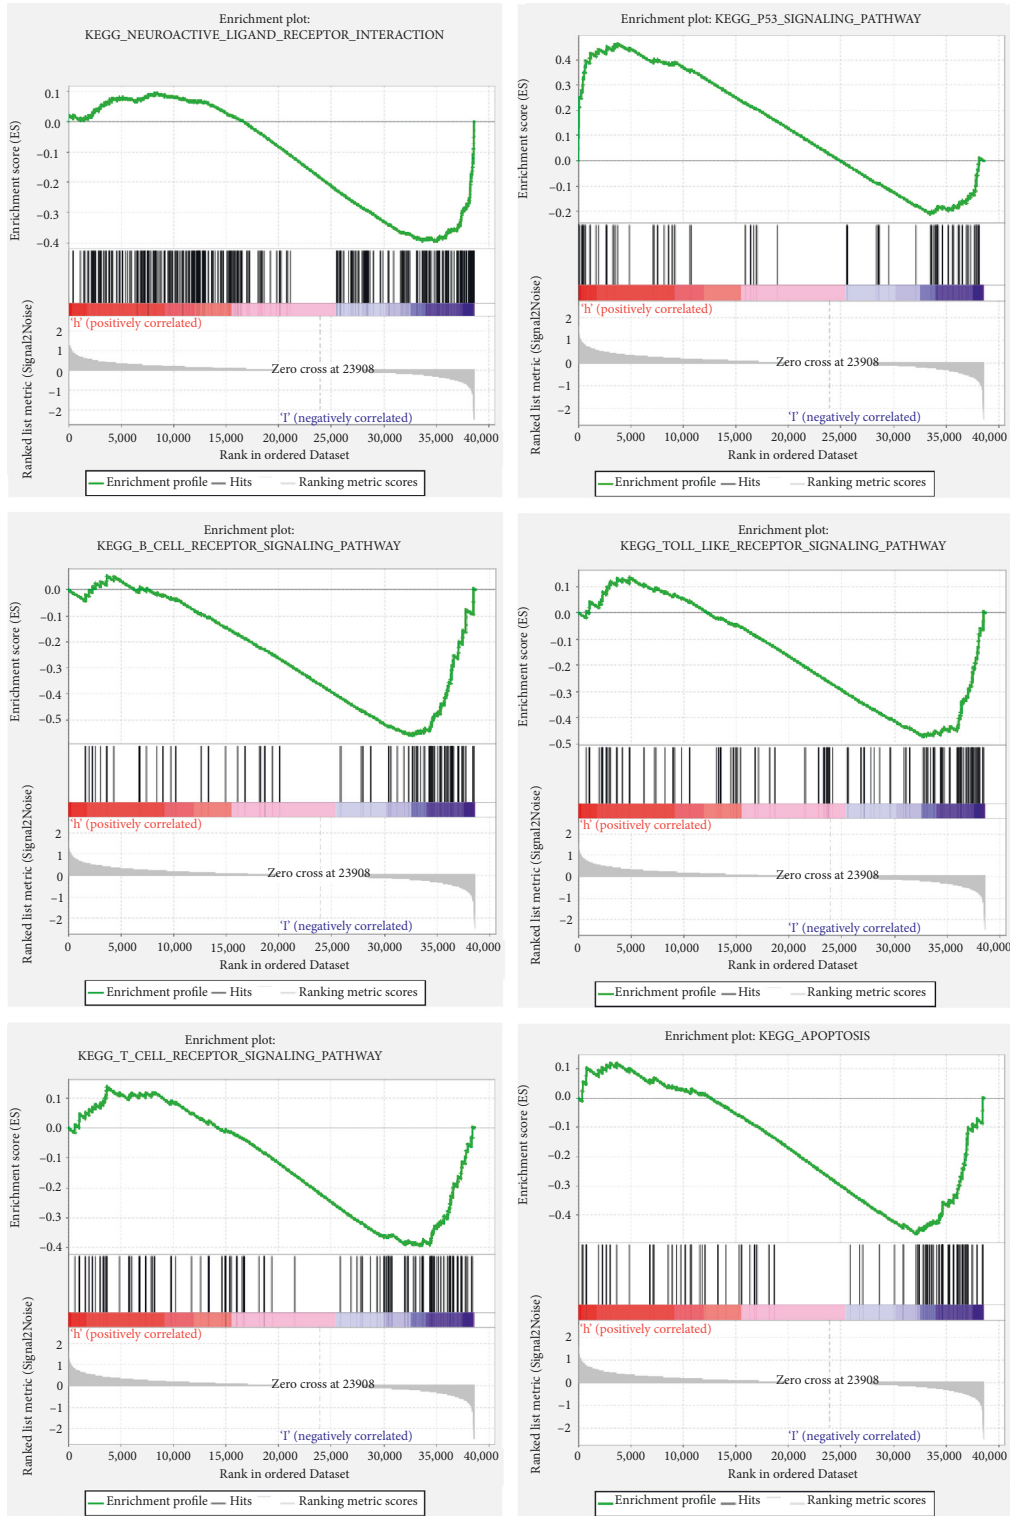 Enrichment plot:
KEGG_NEUROACTIVE_LIGAND_RECEPTOR_INTERACTION
Enrichment score (ES)
0.1
0.0
−0.1
−0.2
−0.3
−0.4
Ranked list metric (Signal2Noise)
'h' (positively correlated)
2
1
0
−1
−2
Zero cross at 23908
'I' (negatively correlated)
0 5,000 10,000 15,000 20,000 25,000 30,000 35,000 40,000
Rank in ordered Dataset
Enrichment profile Hits Ranking metric scores
Enrichment plot: KEGG_P53_SIGNALING_PATHWAY
Enrichment score (ES)
0.4
0.3
0.2
0.1
0.0
−0.1
−0.2
Ranked list metric (Signal2Noise)
'h' (positively correlated)
2
1
0
−1
−2
Zero cross at 23908
'I' (negatively correlated)
0 5,000 10,000 15,000 20,000 25,000 30,000 35,000 40,000
Rank in ordered Dataset
Enrichment profile Hits Ranking metric scores
Enrichment plot:
KEGG_B_CELL_RECEPTOR_SIGNALING_PATHWAY
Enrichment score (ES)
0.0
−0.1
−0.2
−0.3
−0.4
−0.5
Ranked list metric (Signal2Noise)
'h' (positively correlated)
2
1
0
−1
−2
Zero cross at 23908
'I' (negatively correlated)
0 5,000 10,000 15,000 20,000 25,000 30,000 35,000 40,000
Rank in ordered Dataset
Enrichment profile Hits Ranking metric scores
Enrichment plot:
KEGG_TOLL_LIKE_RECEPTOR_SIGNALING_PATHWAY
Enrichment score (ES)
0.1
0.0
−0.1
−0.2
−0.3
−0.4
−0.5
Ranked list metric (Signal2Noise)
'h' (positively correlated)
2
1
0
−1
−2
Zero cross at 23908
'I' (negatively correlated)
0 5,000 10,000 15,000 20,000 25,000 30,000 35,000 40,000
Rank in ordered Dataset
Enrichment profile Hits Ranking metric scores
Enrichment plot:
KEGG_T_CELL_RECEPTOR_SIGNALING_PATHWAY
Enrichment score (ES)
0.1
0.0
−0.1
−0.2
−0.3
−0.4
Ranked list metric (Signal2Noise)
'h' (positively correlated)
2
1
0
−1
−2
Zero cross at 23908
'I' (negatively correlated)
0 5,000 10,000 15,000 20,000 25,000 30,000 35,000 40,000
Rank in ordered Dataset
Enrichment profile Hits Ranking metric scores
Enrichment plot: KEGG_APOPTOSIS
Enrichment score (ES)
0.1
0.0
−0.1
−0.2
−0.3
−0.4
Ranked list metric (Signal2Noise)
'h' (positively correlated)
2
1
0
−1
−2
Zero cross at 23908
'I' (negatively correlated)
0 5,000 10,000 15,000 20,000 25,000 30,000 35,000 40,000
Rank in ordered Dataset
Enrichment profile Hits Ranking metric scores